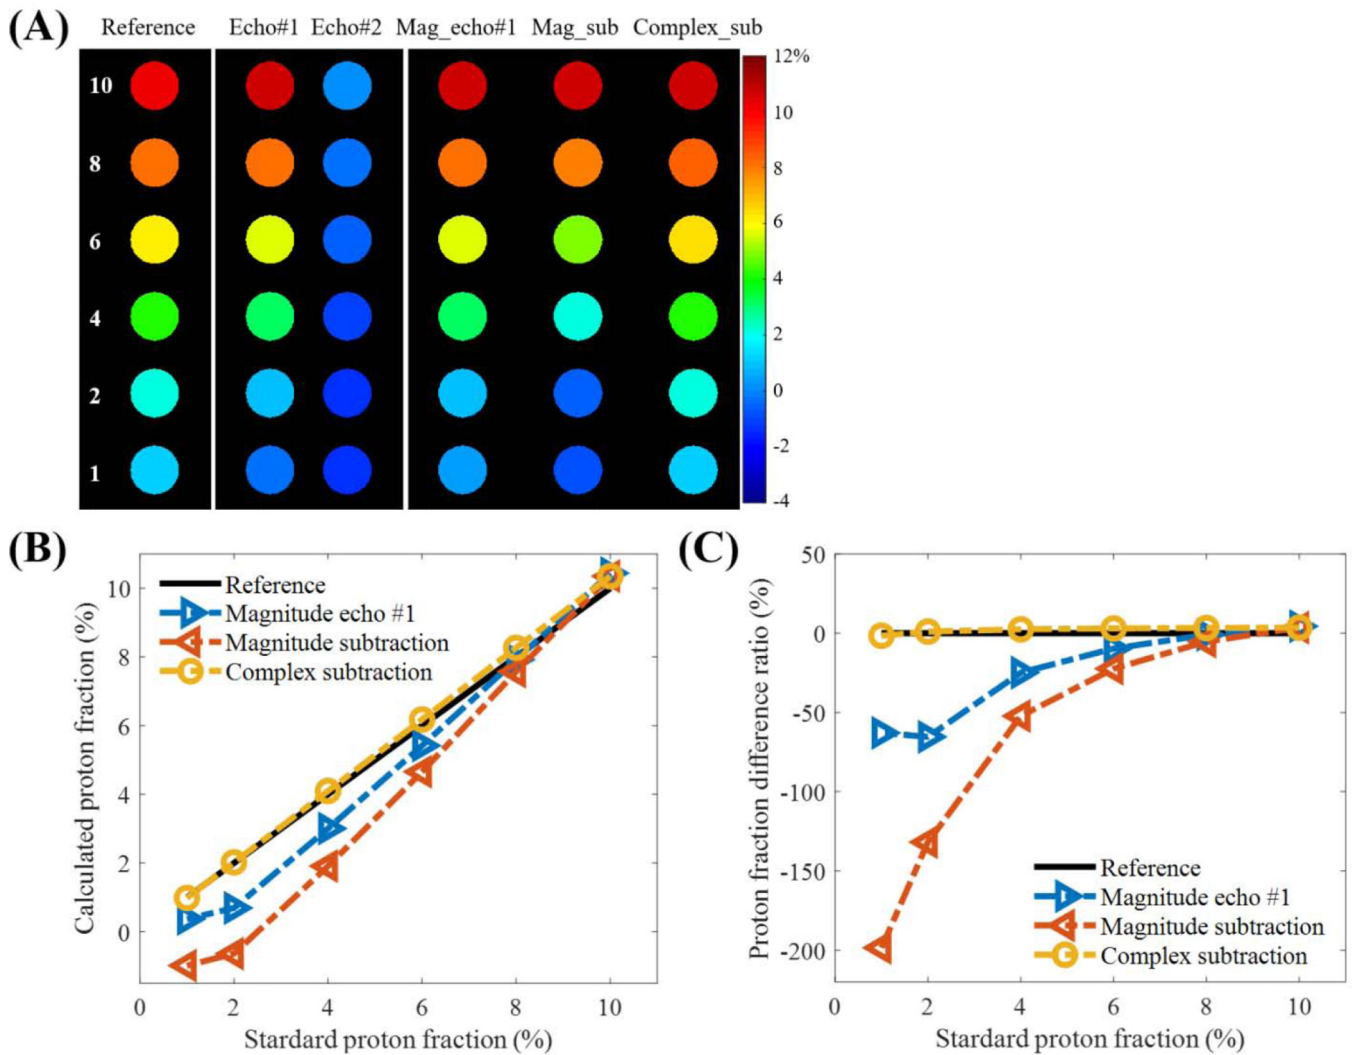 (A)
Reference Echo#1 Echo#2 Mag_echo#1 Mag_sub Complex_sub
12%
10
10
8
8
6
6
4
4
2
2
0
1
-2
-4
(B)
Calculated proton fraction (%)
10
8
6
4
2
0
Reference
Magnitude echo #1
Magnitude subtraction
Complex subtraction
0 2 4 6 8 10
Stardard proton fraction (%)
(C)
Proton fraction difference ratio (%)
50
0
-50
-100
-150
-200
Reference
Magnitude echo #1
Magnitude subtraction
Complex subtraction
0 2 4 6 8 10
Stardard proton fraction (%)